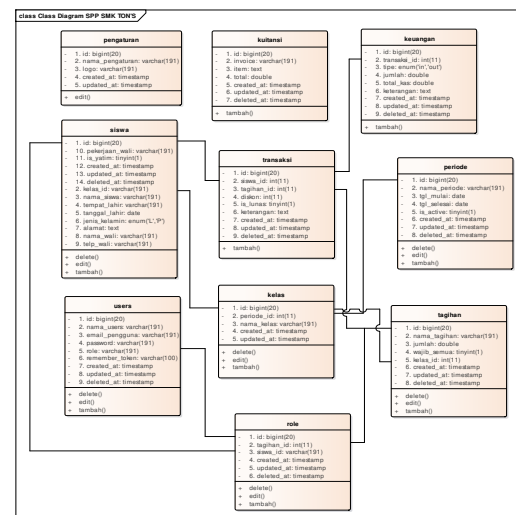 class Class Diagram SPP SMK TON'S
pengaturan
- 1. id: bigint(20)
- 2. nama_pengaturan: varchar(191)
- 3. logo: varchar(191)
- 4. created_at: timestamp
- 5. updated_at: timestamp
+ edit()
kuitansi
- 1. id: bigint(20)
- 2. invoice: varchar(191)
- 3. item: text
- 4. total: double
- 5. created_at: timestamp
- 6. updated_at: timestamp
- 7. deleted_at: timestamp
+ tambah()
keuangan
- 1. id: bigint(20)
- 2. transaksi_id: int(11)
- 3. tipe: enum('in','out')
- 4. jumlah: double
- 5. total_kas: double
- 6. keterangan: text
- 7. created_at: timestamp
- 8. updated_at: timestamp
- 9. deleted_at: timestamp
+ tambah()
siswa
- 1. id: bigint(20)
- 10. pekerjaan_wali: varchar(191)
- 11. is_yatim: tinyint(1)
- 12. created_at: timestamp
- 13. updated_at: timestamp
- 14. deleted_at: timestamp
- 2. kelas_id: varchar(191)
- 3. nama_siswa: varchar(191)
- 4. tempat_lahir: varchar(191)
- 5. tanggal_lahir: date
- 6. jenis_kelamin: enum('L','P')
- 7. alamat: text
- 8. nama_wali: varchar(191)
- 9. telp_wali: varchar(191)
+ delete()
+ edit()
+ tambah()
transaksi
- 1. id: bigint(20)
- 2. siswa_id: int(11)
- 3. tagihan_id: int(11)
- 4. diskon: int(11)
- 5. is_lunas: tinyint(1)
- 6. keterangan: text
- 7. created_at: timestamp
- 8. updated_at: timestamp
- 9. deleted_at: timestamp
+ tambah()
periode
- 1. id: bigint(20)
- 2. nama_periode: varchar(191)
- 3. tgl_mulai: date
- 4. tgl_selesai: date
- 5. is_active: tinyint(1)
- 6. created_at: timestamp
- 7. updated_at: timestamp
- 8. deleted_at: timestamp
+ delete()
+ edit()
+ tambah()
users
- 1. id: bigint(20)
- 2. nama_users: varchar(191)
- 3. email_pengguna: varchar(191)
- 4. password: varchar(191)
- 5. role: varchar(191)
- 6. remember_token: varchar(100)
- 7. created_at: timestamp
- 8. updated_at: timestamp
- 9. deleted_at: timestamp
+ delete()
+ edit()
+ tambah()
kelas
- 1. id: bigint(20)
- 2. periode_id: int(11)
- 3. nama_kelas: varchar(191)
- 4. created_at: timestamp
- 5. updated_at: timestamp
+ delete()
+ edit()
+ tambah()
tagihan
- 1. id: bigint(20)
- 2. nama_tagihan: varchar(191)
- 3. jumlah: double
- 4. wajib_semua: tinyint(1)
- 5. kelas_id: int(11)
- 6. created_at: timestamp
- 7. updated_at: timestamp
- 8. deleted_at: timestamp
+ delete()
+ edit()
+ tambah()
role
- 1. id: bigint(20)
- 2. tagihan_id: int(11)
- 3. siswa_id: varchar(191)
- 4. created_at: timestamp
- 5. updated_at: timestamp
- 6. deleted_at: timestamp
+ delete()
+ edit()
+ tambah()